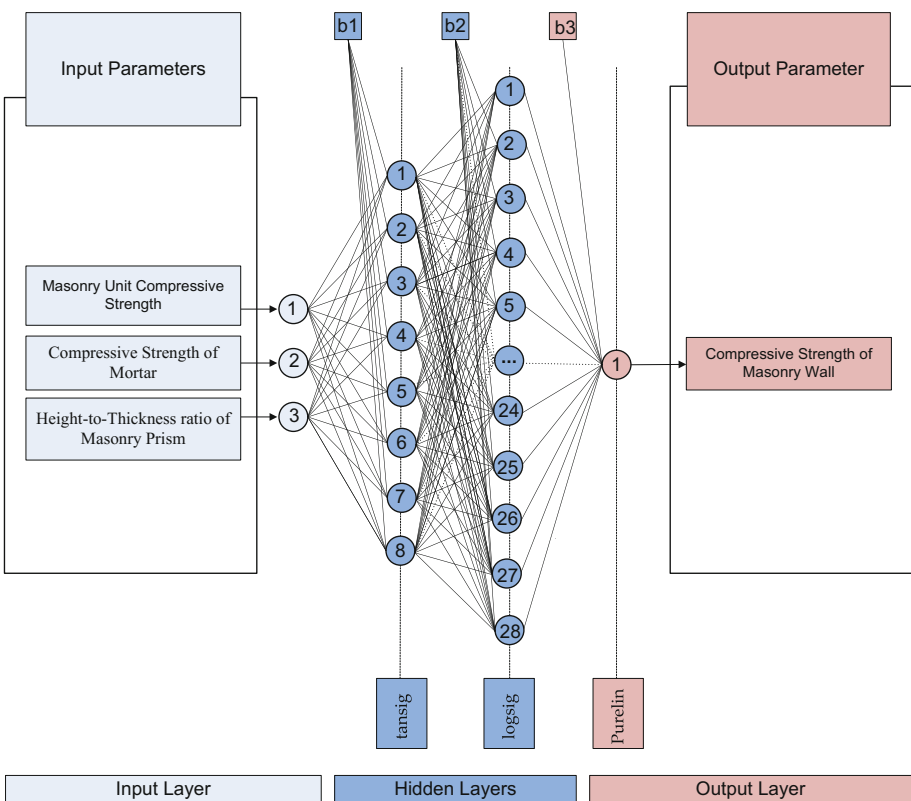 b1
b2
b3
Input Parameters
Output Parameter
1
2
3
4
5
6
7
8
1
2
3
4
5
...
24
25
26
27
28
Masonry Unit Compressive
Strength
1
Compressive Strength of
Mortar
2
Height-to-Thickness ratio of
Masonry Prism
3
1
Compressive Strength of
Masonry Wall
tansig
logsig
Purelin
Input Layer
Hidden Layers
Output Layer